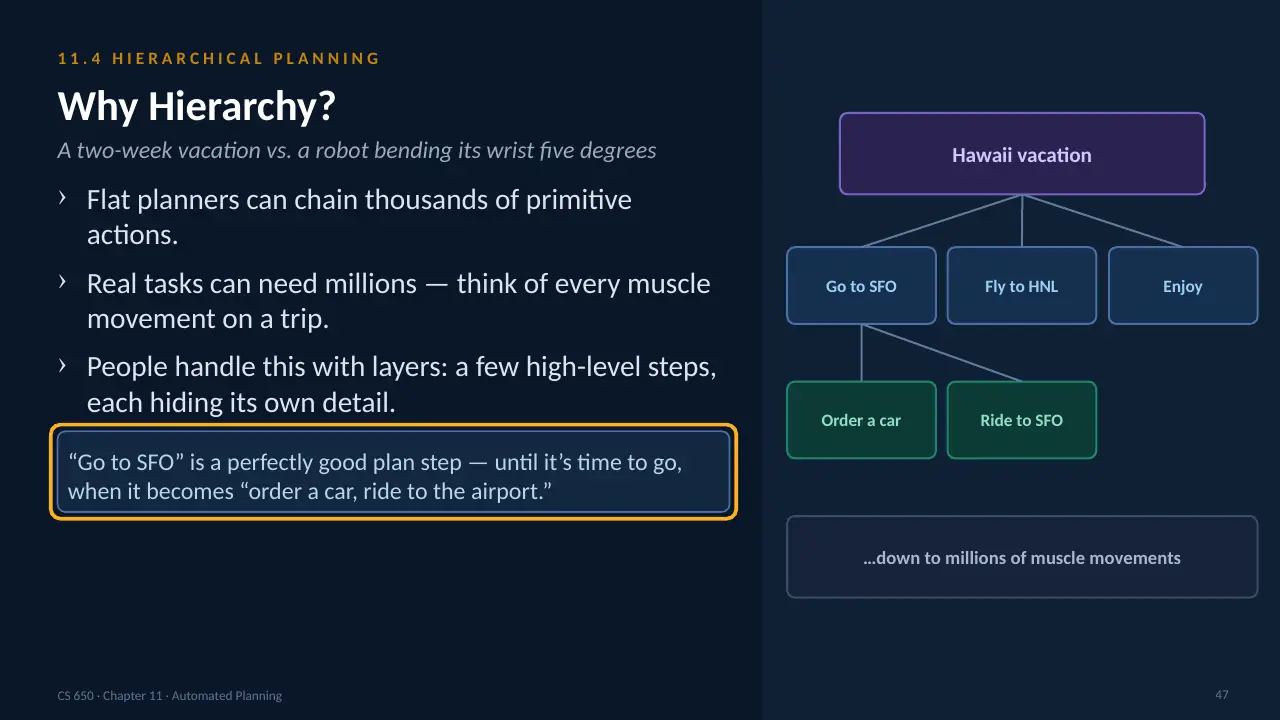 11.4 HIERARCHICAL PLANNING
Why Hierarchy?
A two-week vacation vs. a robot bending its wrist five degrees
› Flat planners can chain thousands of primitive
actions.
› Real tasks can need millions — think of every muscle
movement on a trip.
› People handle this with layers: a few high-level steps,
each hiding its own detail.
“Go to SFO” is a perfectly good plan step — until it’s time to go,
when it becomes “order a car, ride to the airport.”
Hawaii vacation
Go to SFO
Fly to HNL
Enjoy
Order a car
Ride to SFO
…down to millions of muscle movements
CS 650 · Chapter 11 · Automated Planning
47